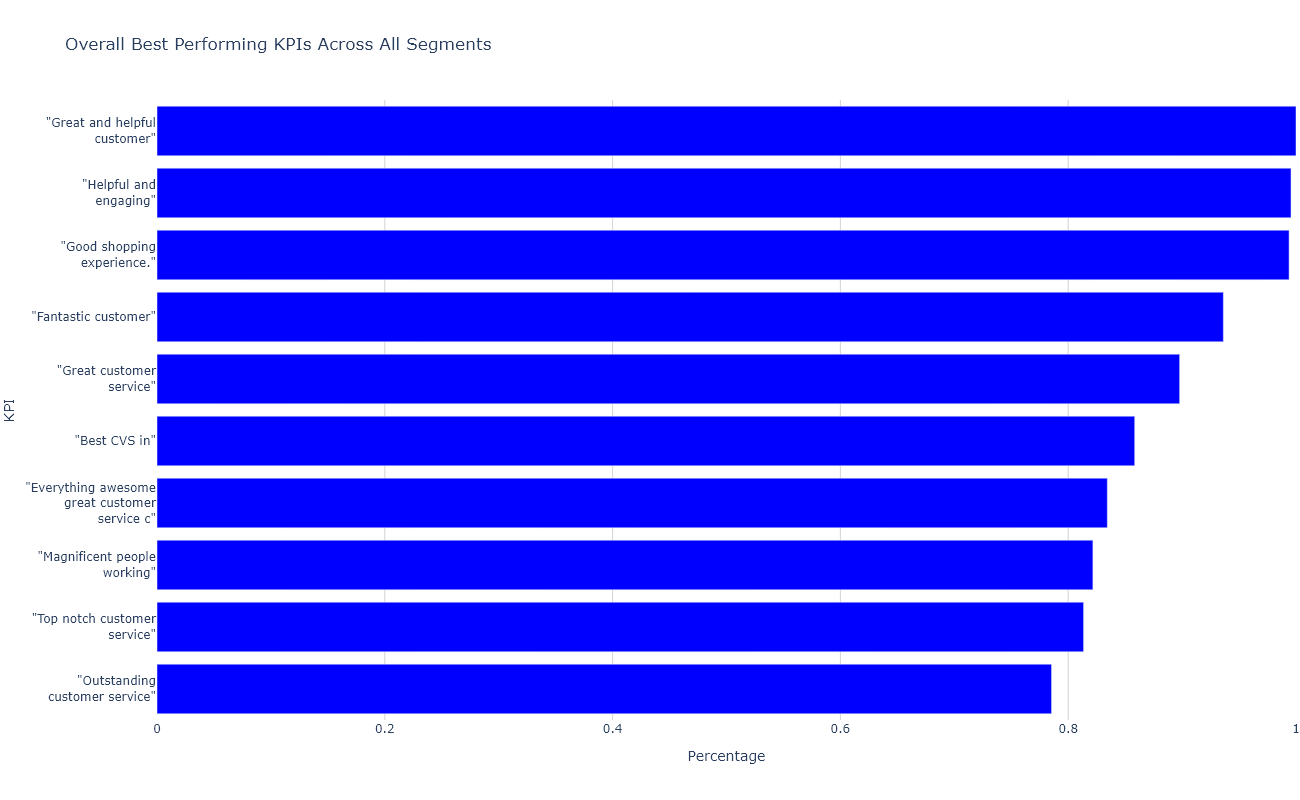 Overall Best Performing KPIs Across All Segments
"Great and helpful
customer"
"Helpful and
engaging"
"Good shopping
experience."
"Fantastic customer"
"Great customer
service"
"Best CVS in"
"Everything awesome
great customer
service c"
"Magnificent people
working"
"Top notch customer
service"
"Outstanding
customer service"
KPI
0 0.2 0.4 0.6 0.8 1
Percentage